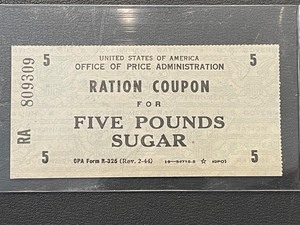 5 UNITED STATES OF AMERICA 5
OFFICE OF PRICE ADMINISTRATION
RA 809309
RATION COUPON
FOR
FIVE POUNDS
SUGAR
5 5
OPA Form R-326 (Rev. 2-44)